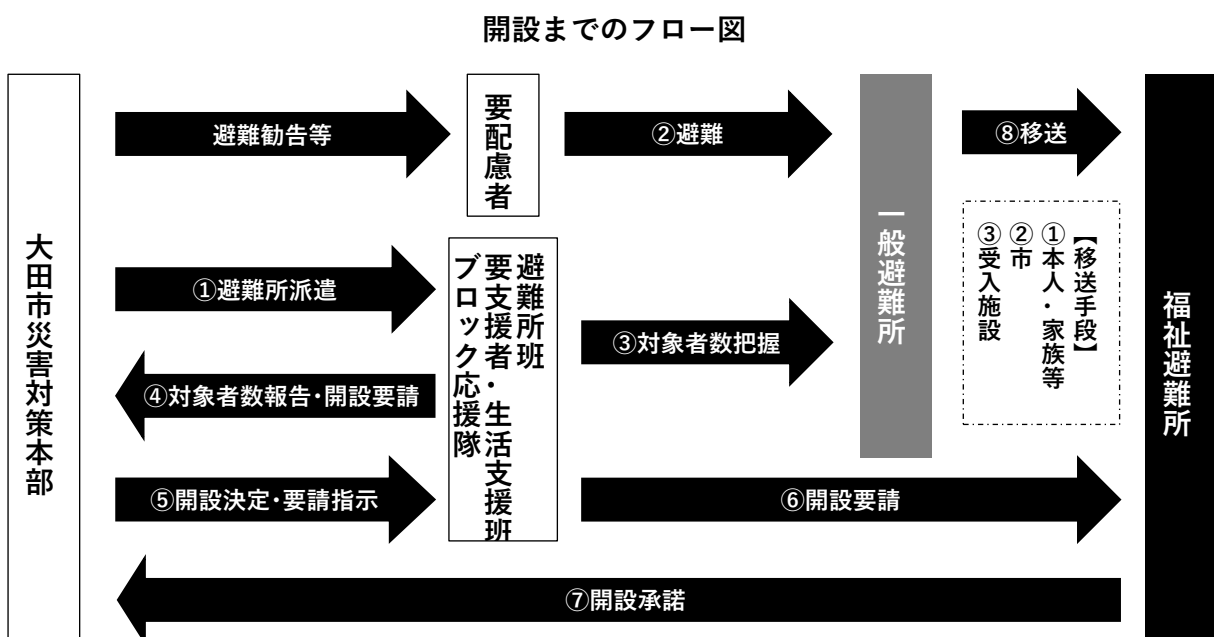 開設までのフロー図
大田市災害対策本部
避難勧告等
要配慮者
②避難
一般避難所
⑧移送
福祉避難所
①避難所派遣
避難所班
要支援者・生活支援班
ブロック応援隊
③対象者数把握
【移送手段】
①本人・家族等
②市
③受入施設
④対象者数報告・開設要請
⑤開設決定・要請指示
⑥開設要請
⑦開設承諾